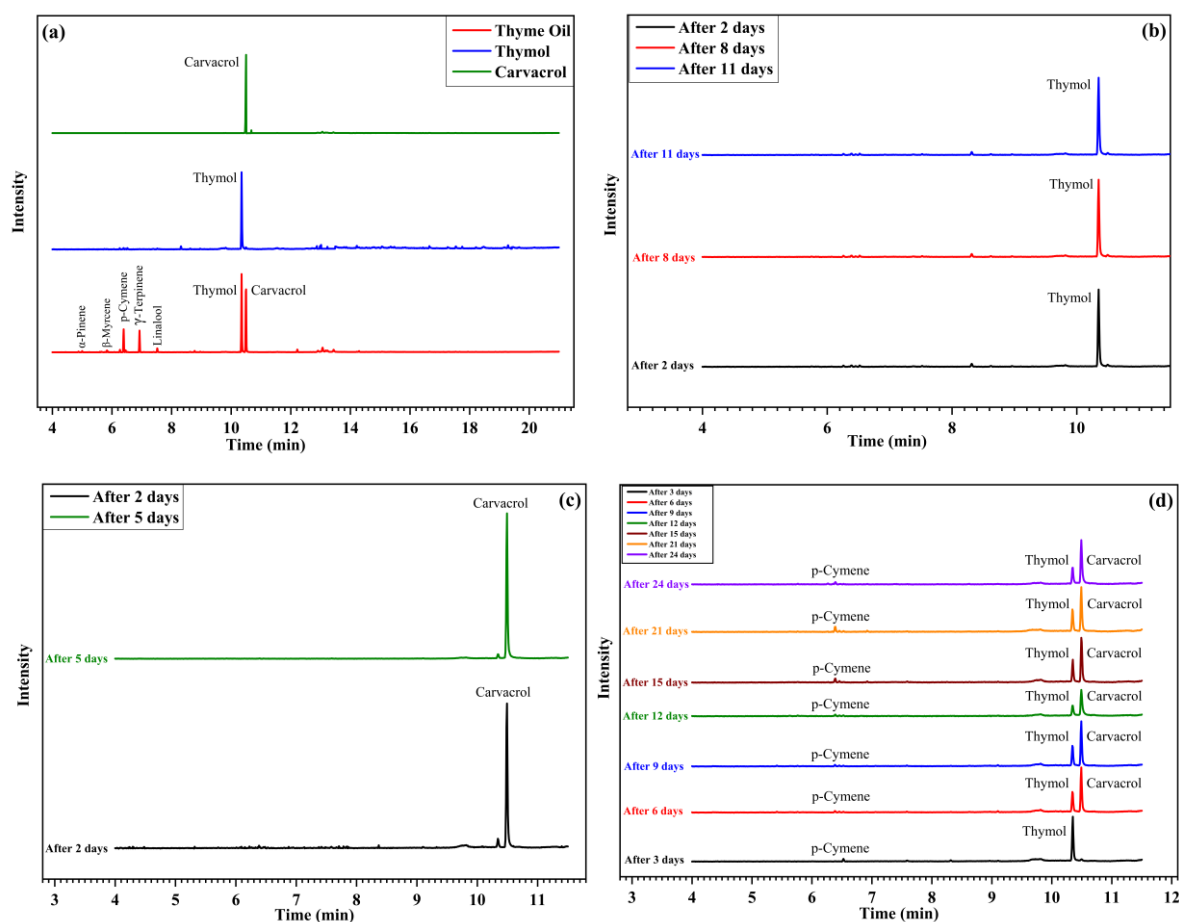 (a)
Thyme Oil
Thymol
Carvacrol
Carvacrol
Thymol
Thymol Carvacrol
α-Pinene
β-Myrcene
p-Cymene
γ-Terpinene
Linalool
Intensity
4 6 8 10 12 14 16 18 20
Time (min)
(b)
After 2 days
After 8 days
After 11 days
Thymol
After 11 days
Thymol
After 8 days
Thymol
After 2 days
Intensity
4 6 8 10
Time (min)
(c)
After 2 days
After 5 days
Carvacrol
After 5 days
Carvacrol
After 2 days
Intensity
3 4 5 6 7 8 9 10 11
Time (min)
(d)
After 3 days
After 6 days
After 9 days
After 12 days
After 15 days
After 21 days
After 24 days
p-Cymene Thymol Carvacrol
After 24 days
p-Cymene Thymol Carvacrol
After 21 days
p-Cymene Thymol Carvacrol
After 15 days
p-Cymene Thymol Carvacrol
After 12 days
p-Cymene Thymol Carvacrol
After 9 days
p-Cymene Thymol Carvacrol
After 6 days
p-Cymene Thymol
After 3 days
Intensity
3 4 5 6 7 8 9 10 11 12
Time (min)